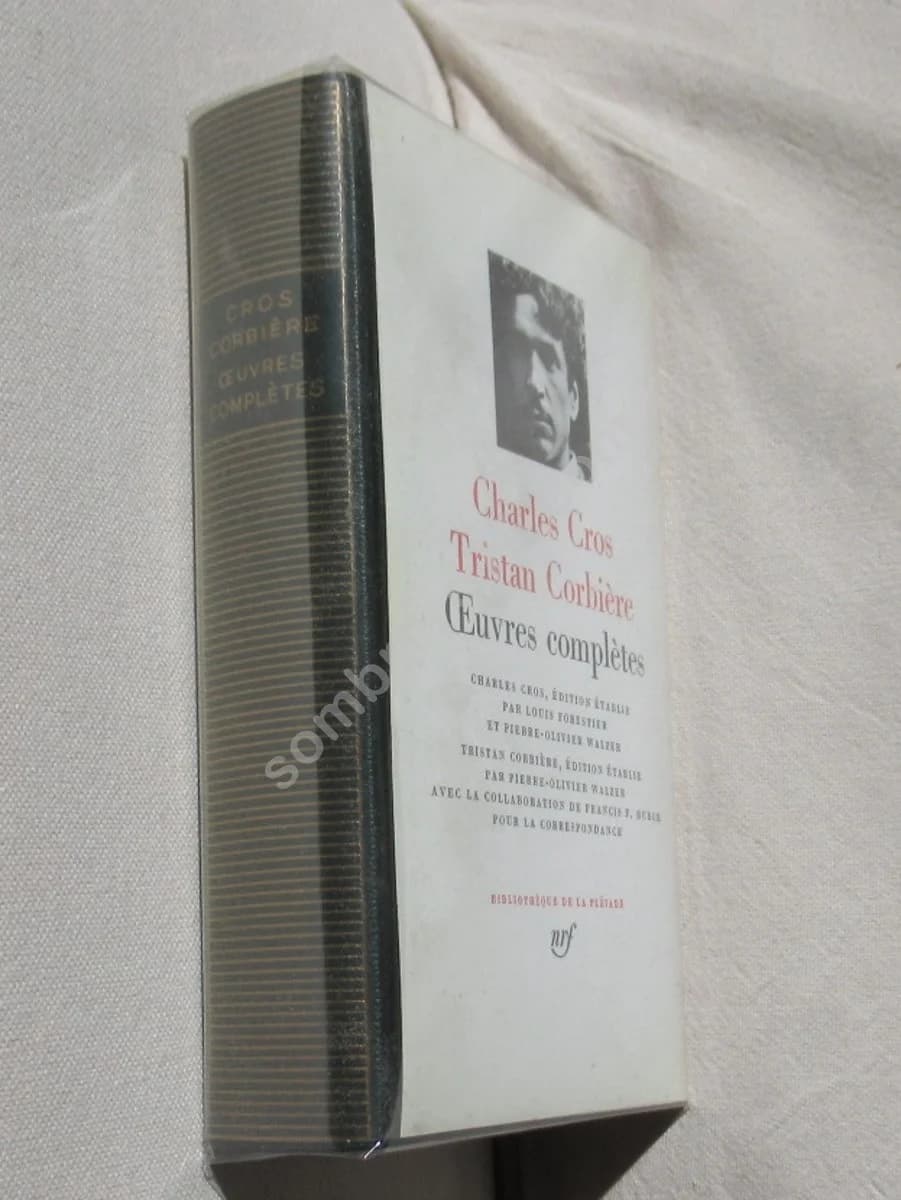 CROS
CORBIÈRE
ŒUVRES
COMPLÈTES
Charles Cros
Tristan Corbière
Œuvres complètes
CHARLES CROS, ÉDITION ÉTABLIE
PAR LOUIS FORESTIER
ET PIERRE-OLIVIER WALZER
TRISTAN CORBIÈRE, ÉDITION ÉTABLIE
PAR PIERRE-OLIVIER WALZER
AVEC LA COLLABORATION DE FRANCIS F. BURCH
POUR LA CORRESPONDANCE
BIBLIOTHÈQUE DE LA PLÉIADE
nrf
sombr